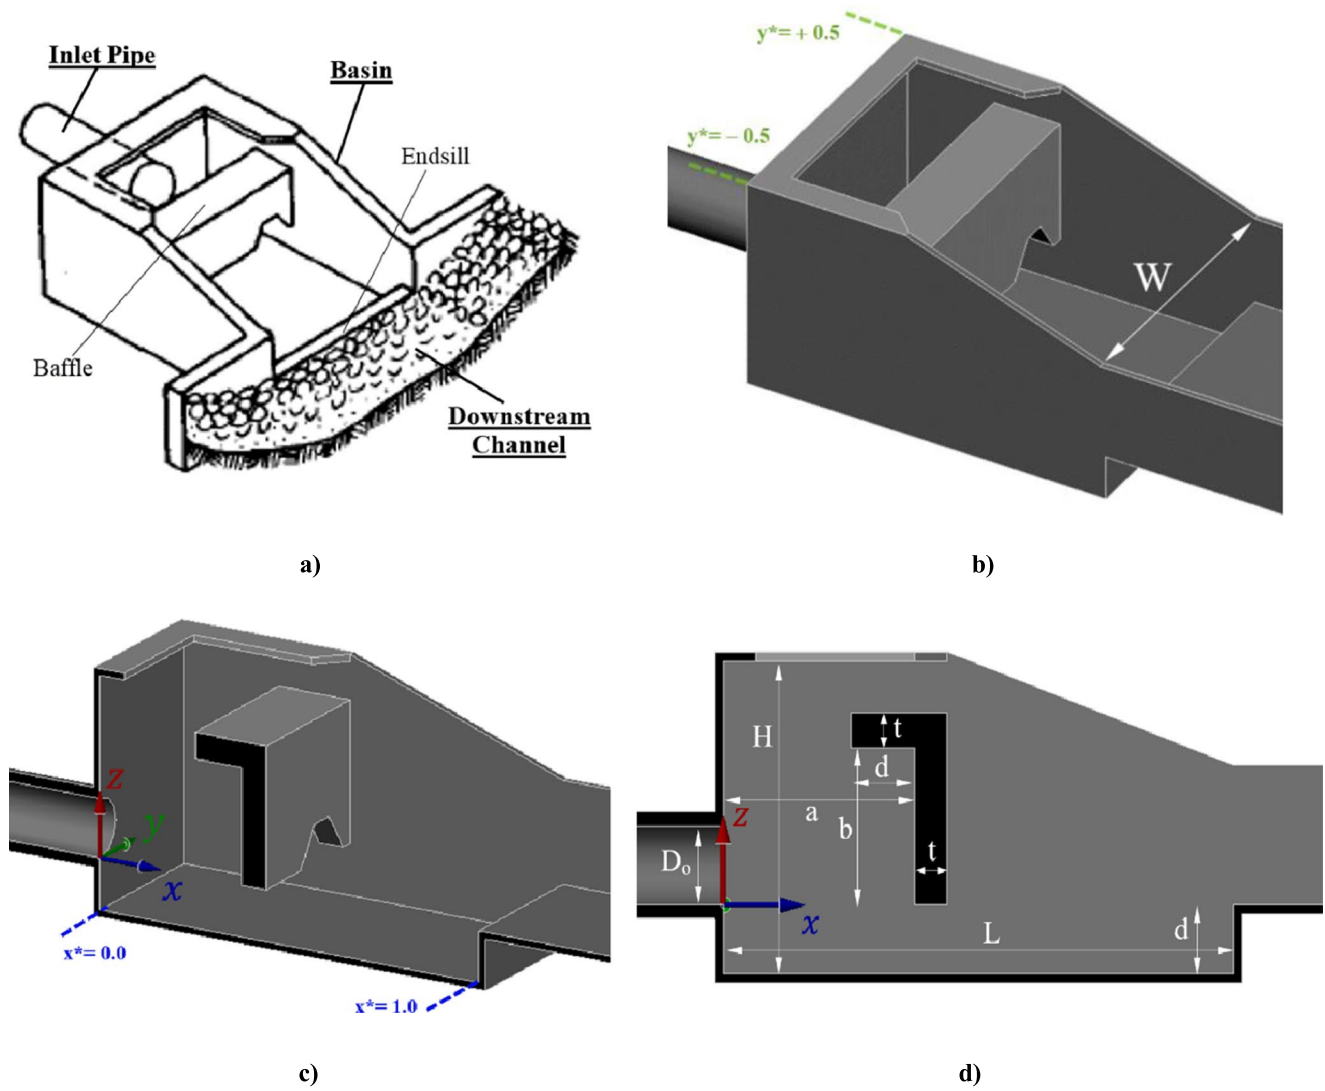 Inlet Pipe
Basin
Endsill
Baffle
Downstream
Channel
a)
y*= + 0.5
y*= − 0.5
W
b)
z
y
x
x*= 0.0
x*= 1.0
c)
H
t
d
a
z
b
Do
t
x
L
d
d)